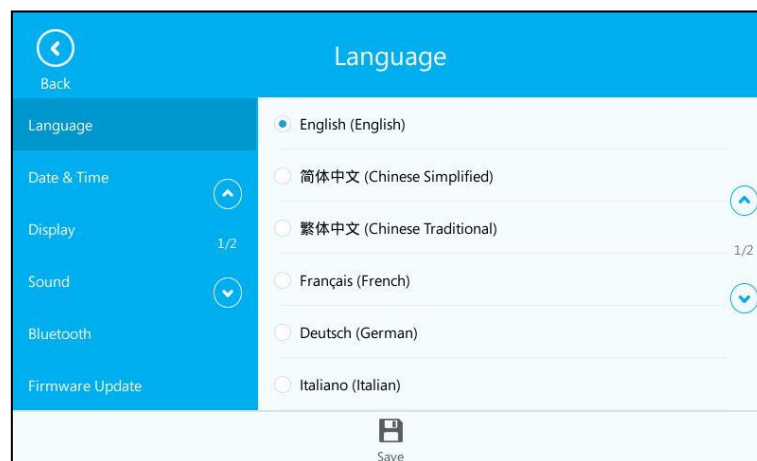 Language
Back
Language
Date & Time
Display
1/2
Sound
Bluetooth
Firmware Update
English (English)
简体中文 (Chinese Simplified)
繁体中文 (Chinese Traditional)
Français (French)
Deutsch (German)
Italiano (Italian)
1/2
Save